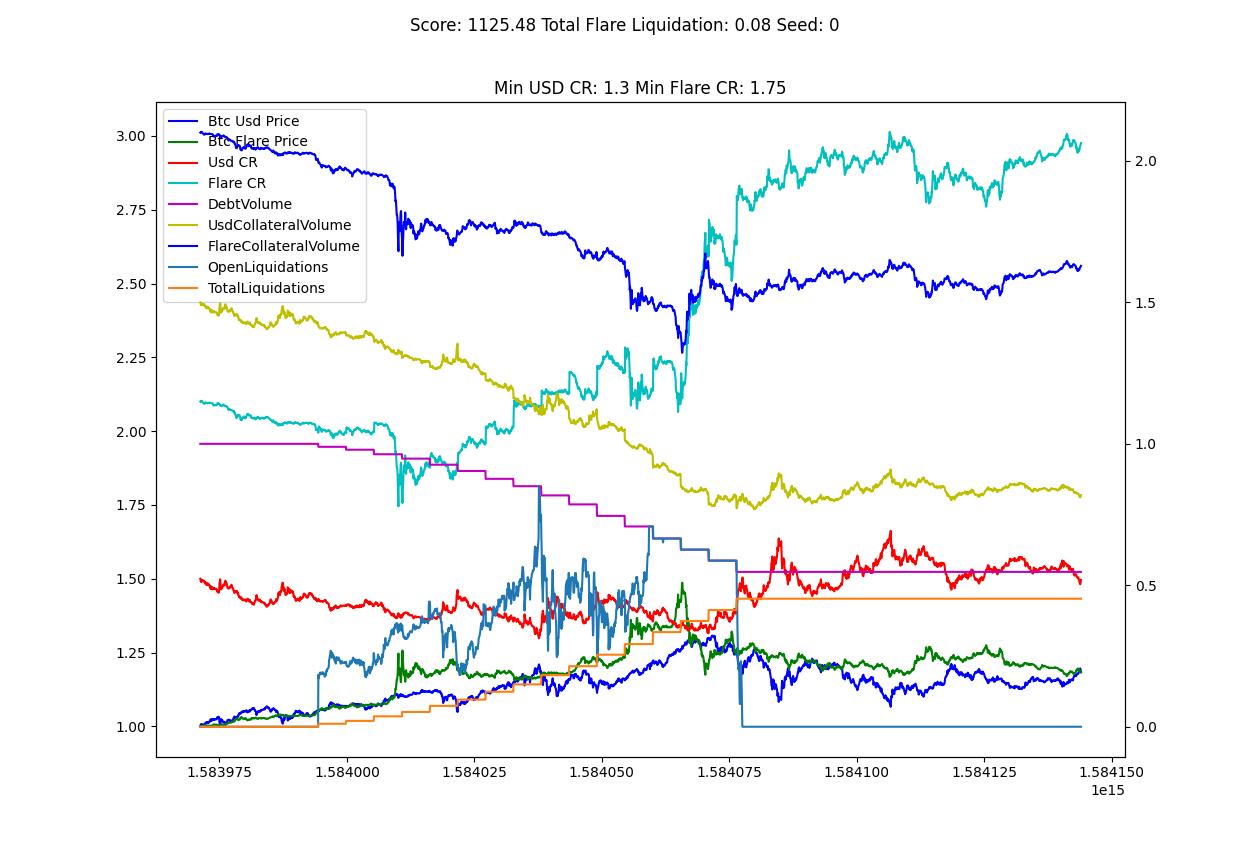 Score: 1125.48 Total Flare Liquidation: 0.08 Seed: 0
Min USD CR: 1.3 Min Flare CR: 1.75
Btc Usd Price
Btc Flare Price
Usd CR
Flare CR
DebtVolume
UsdCollateralVolume
FlareCollateralVolume
OpenLiquidations
TotalLiquidations
3.00
2.75
2.50
2.25
2.00
1.75
1.50
1.25
1.00
2.0
1.5
1.0
0.5
0.0
1.583975 1.584000 1.584025 1.584050 1.584075 1.584100 1.584125 1.584150
1e15